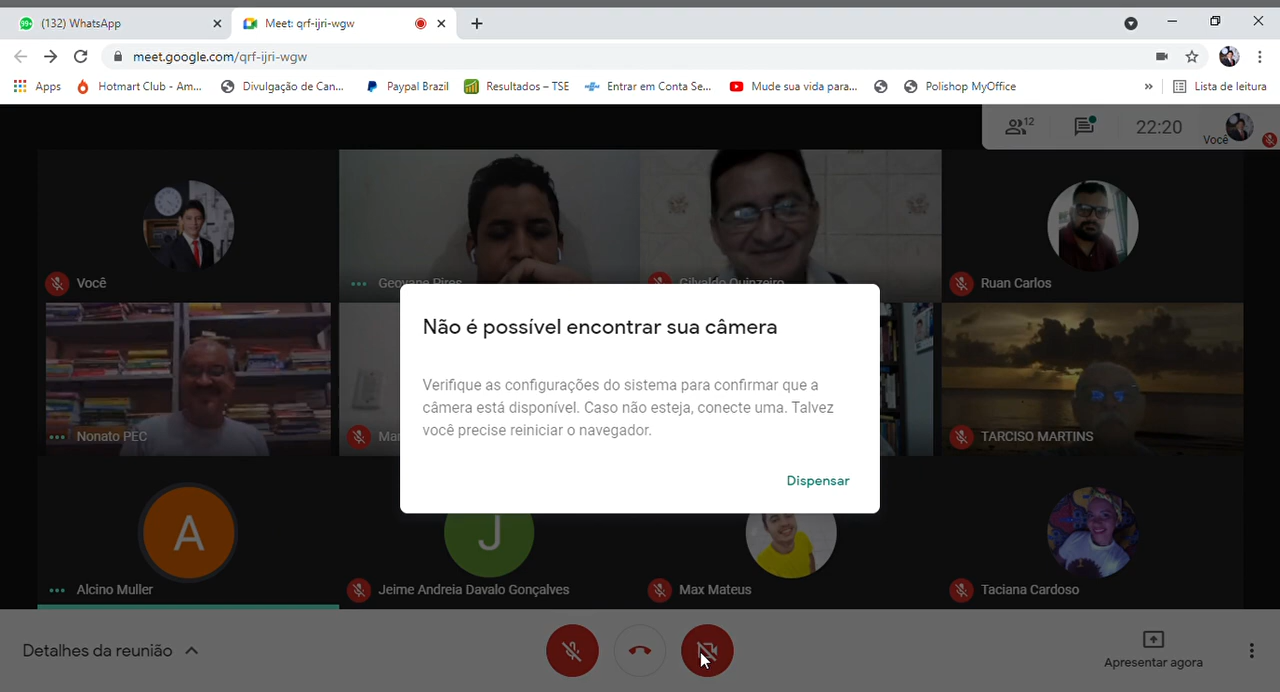 99+ (132) WhatsApp
Meet: qrf-ijri-wgw
meet.google.com/qrf-ijri-wgw
Apps
Hotmart Club - Am...
Divulgação de Can...
Paypal Brazil
Resultados – TSE
Entrar em Conta Se...
Mude sua vida para...
Polishop MyOffice
»
Lista de leitura
12
22:20
Você
Você
Geovane Pires
Gilvaldo Quinzeiro
Ruan Carlos
Não é possível encontrar sua câmera
Verifique as configurações do sistema para confirmar que a
câmera está disponível. Caso não esteja, conecte uma. Talvez
você precise reiniciar o navegador.
Dispensar
Nonato PEC
Mar
TARCISO MARTINS
A
J
Alcino Muller
Jeime Andreia Davalo Gonçalves
Max Mateus
Taciana Cardoso
Detalhes da reunião
Apresentar agora